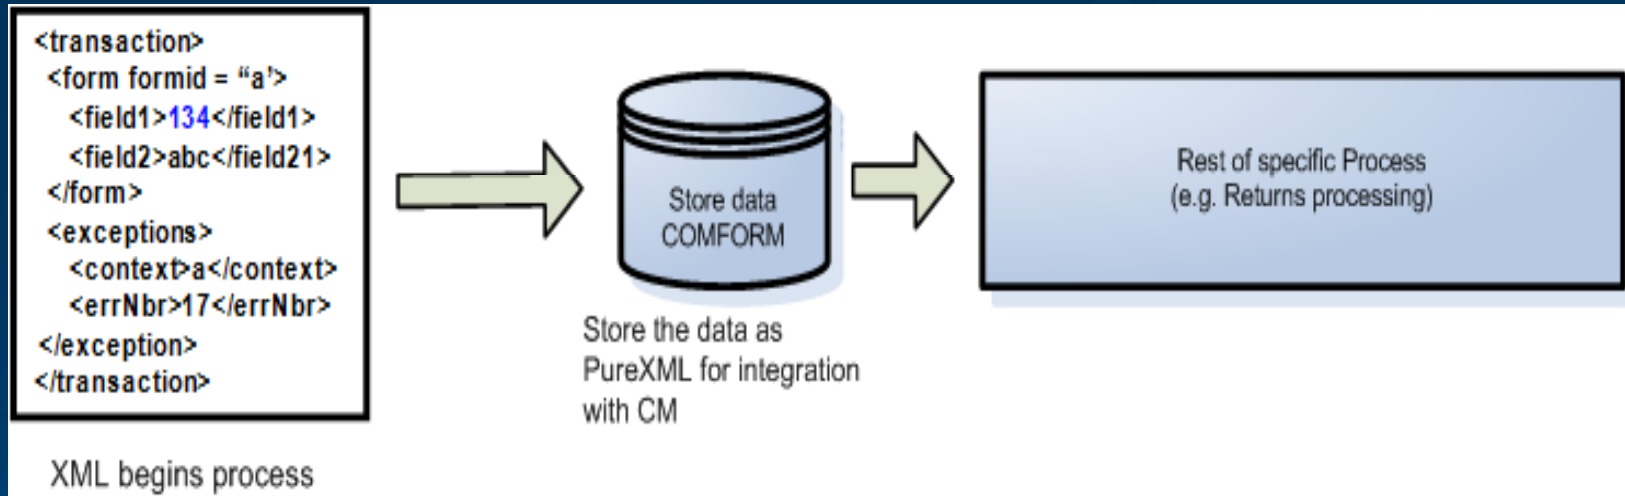 <transaction>
<form formid = “a’>
<field1>134</field1>
<field2>abc</field21>
</form>
<exceptions>
<context>a</context>
<errNbr>17</errNbr>
</exception>
</transaction>
XML begins process
Store data
COMFORM
Store the data as
PureXML for integration
with CM
Rest of specific Process
(e.g. Returns processing)